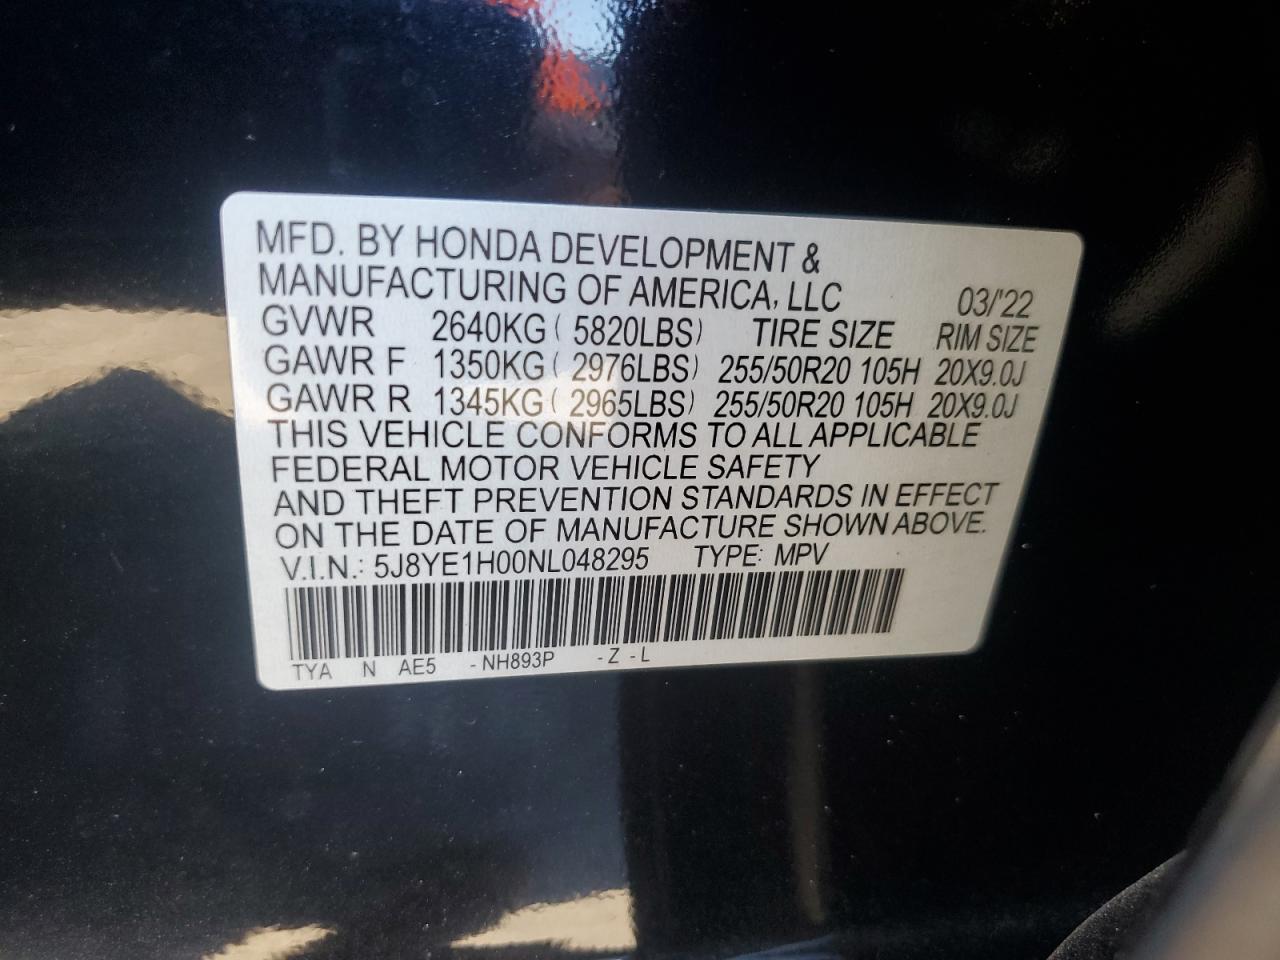 MFD. BY HONDA DEVELOPMENT &
MANUFACTURING OF AMERICA, LLC 03/'22
GVWR 2640KG ( 5820LBS) TIRE SIZE RIM SIZE
GAWR F 1350KG ( 2976LBS) 255/50R20 105H 20X9.0J
GAWR R 1345KG ( 2965LBS) 255/50R20 105H 20X9.0J
THIS VEHICLE CONFORMS TO ALL APPLICABLE
FEDERAL MOTOR VEHICLE SAFETY
AND THEFT PREVENTION STANDARDS IN EFFECT
ON THE DATE OF MANUFACTURE SHOWN ABOVE.
V.I.N.: 5J8YE1H00NL048295 TYPE: MPV
TYA N AE5 - NH893P - Z - L